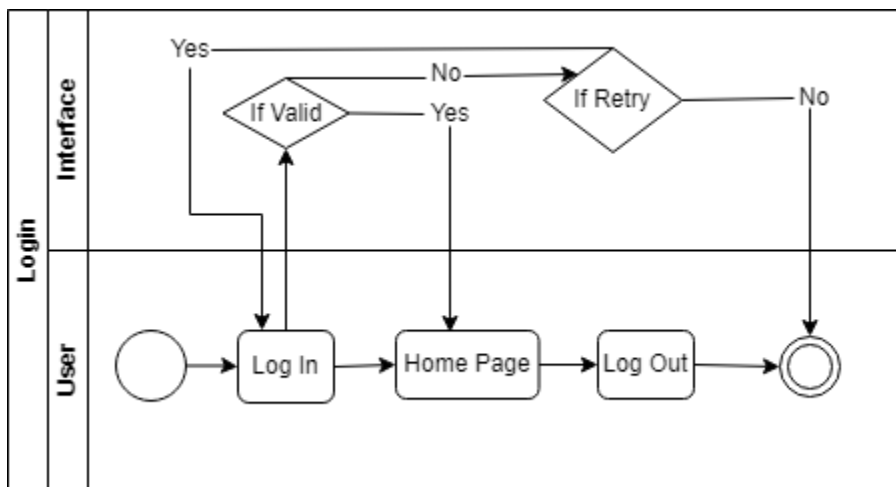 Login
Interface
Yes
No
If Valid
Yes
If Retry
No
User
Log In
Home Page
Log Out